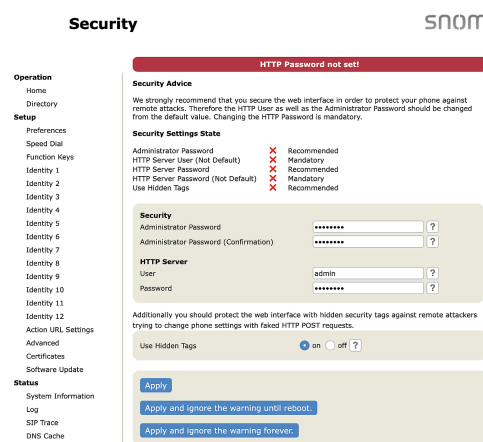 Security
snom
HTTP Password not set!
Operation
Home
Directory
Setup
Preferences
Speed Dial
Function Keys
Identity 1
Identity 2
Identity 3
Identity 4
Identity 5
Identity 6
Identity 7
Identity 8
Identity 9
Identity 10
Identity 11
Identity 12
Action URL Settings
Advanced
Certificates
Software Update
Status
System Information
Log
SIP Trace
DNS Cache
Security Advice
We strongly recommend that you secure the web interface in order to protect your phone against
remote attacks. Therefore the HTTP User as well as the Administrator Password should be changed
from the default value. Changing the HTTP Password is mandatory.
Security Settings State
Administrator Password Recommended
HTTP Server User (Not Default) Mandatory
HTTP Server Password Recommended
HTTP Server Password (Not Default) Mandatory
Use Hidden Tags Recommended
Security
Administrator Password •••••••• ?
Administrator Password (Confirmation) •••••••• ?
HTTP Server
User admin ?
Password •••••••• ?
Additionally you should protect the web interface with hidden security tags against remote attackers
trying to change phone settings with faked HTTP POST requests.
Use Hidden Tags on off ?
Apply
Apply and ignore the warning until reboot.
Apply and ignore the warning forever.